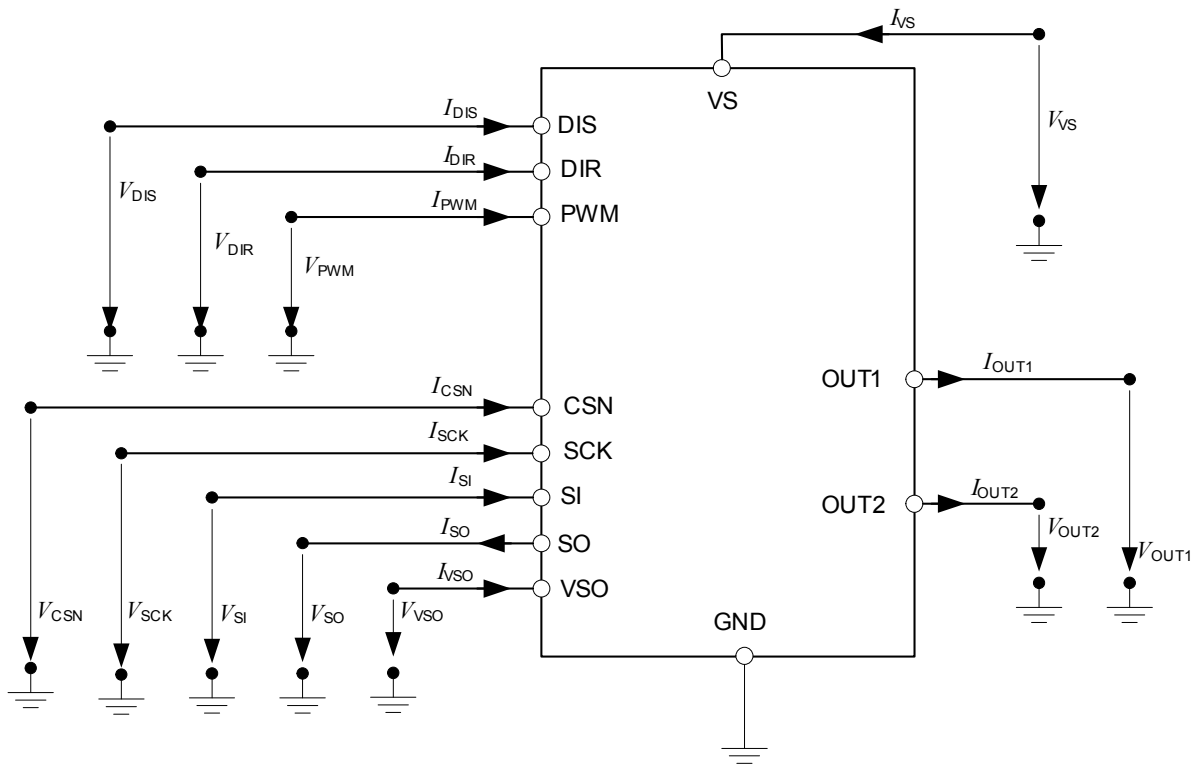 IVS
VS
VVS
IDIS
DIS
IDIR
DIR
IPWM
PWM
VDIS
VDIR
VPWM
ICSN
CSN
ISCK
SCK
ISI
SI
ISO
SO
IVSO
VSO
VCSN
VSCK
VSI
VSO
VVSO
OUT1
IOUT1
OUT2
IOUT2
VOUT2
VOUT1
GND